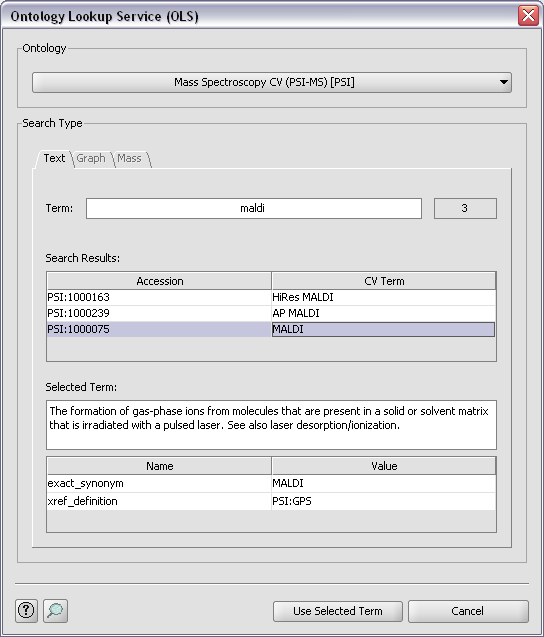 Ontology Lookup Service (OLS)
Ontology
Mass Spectroscopy CV (PSI-MS) [PSI]
Search Type
Text Graph Mass
Term: maldi 3
Search Results:
Accession CV Term
PSI:1000163 HiRes MALDI
PSI:1000239 AP MALDI
PSI:1000075 MALDI
Selected Term:
The formation of gas-phase ions from molecules that are present in a solid or solvent matrix
that is irradiated with a pulsed laser. See also laser desorption/ionization.
Name Value
exact_synonym MALDI
xref_definition PSI:GPS
? Use Selected Term Cancel